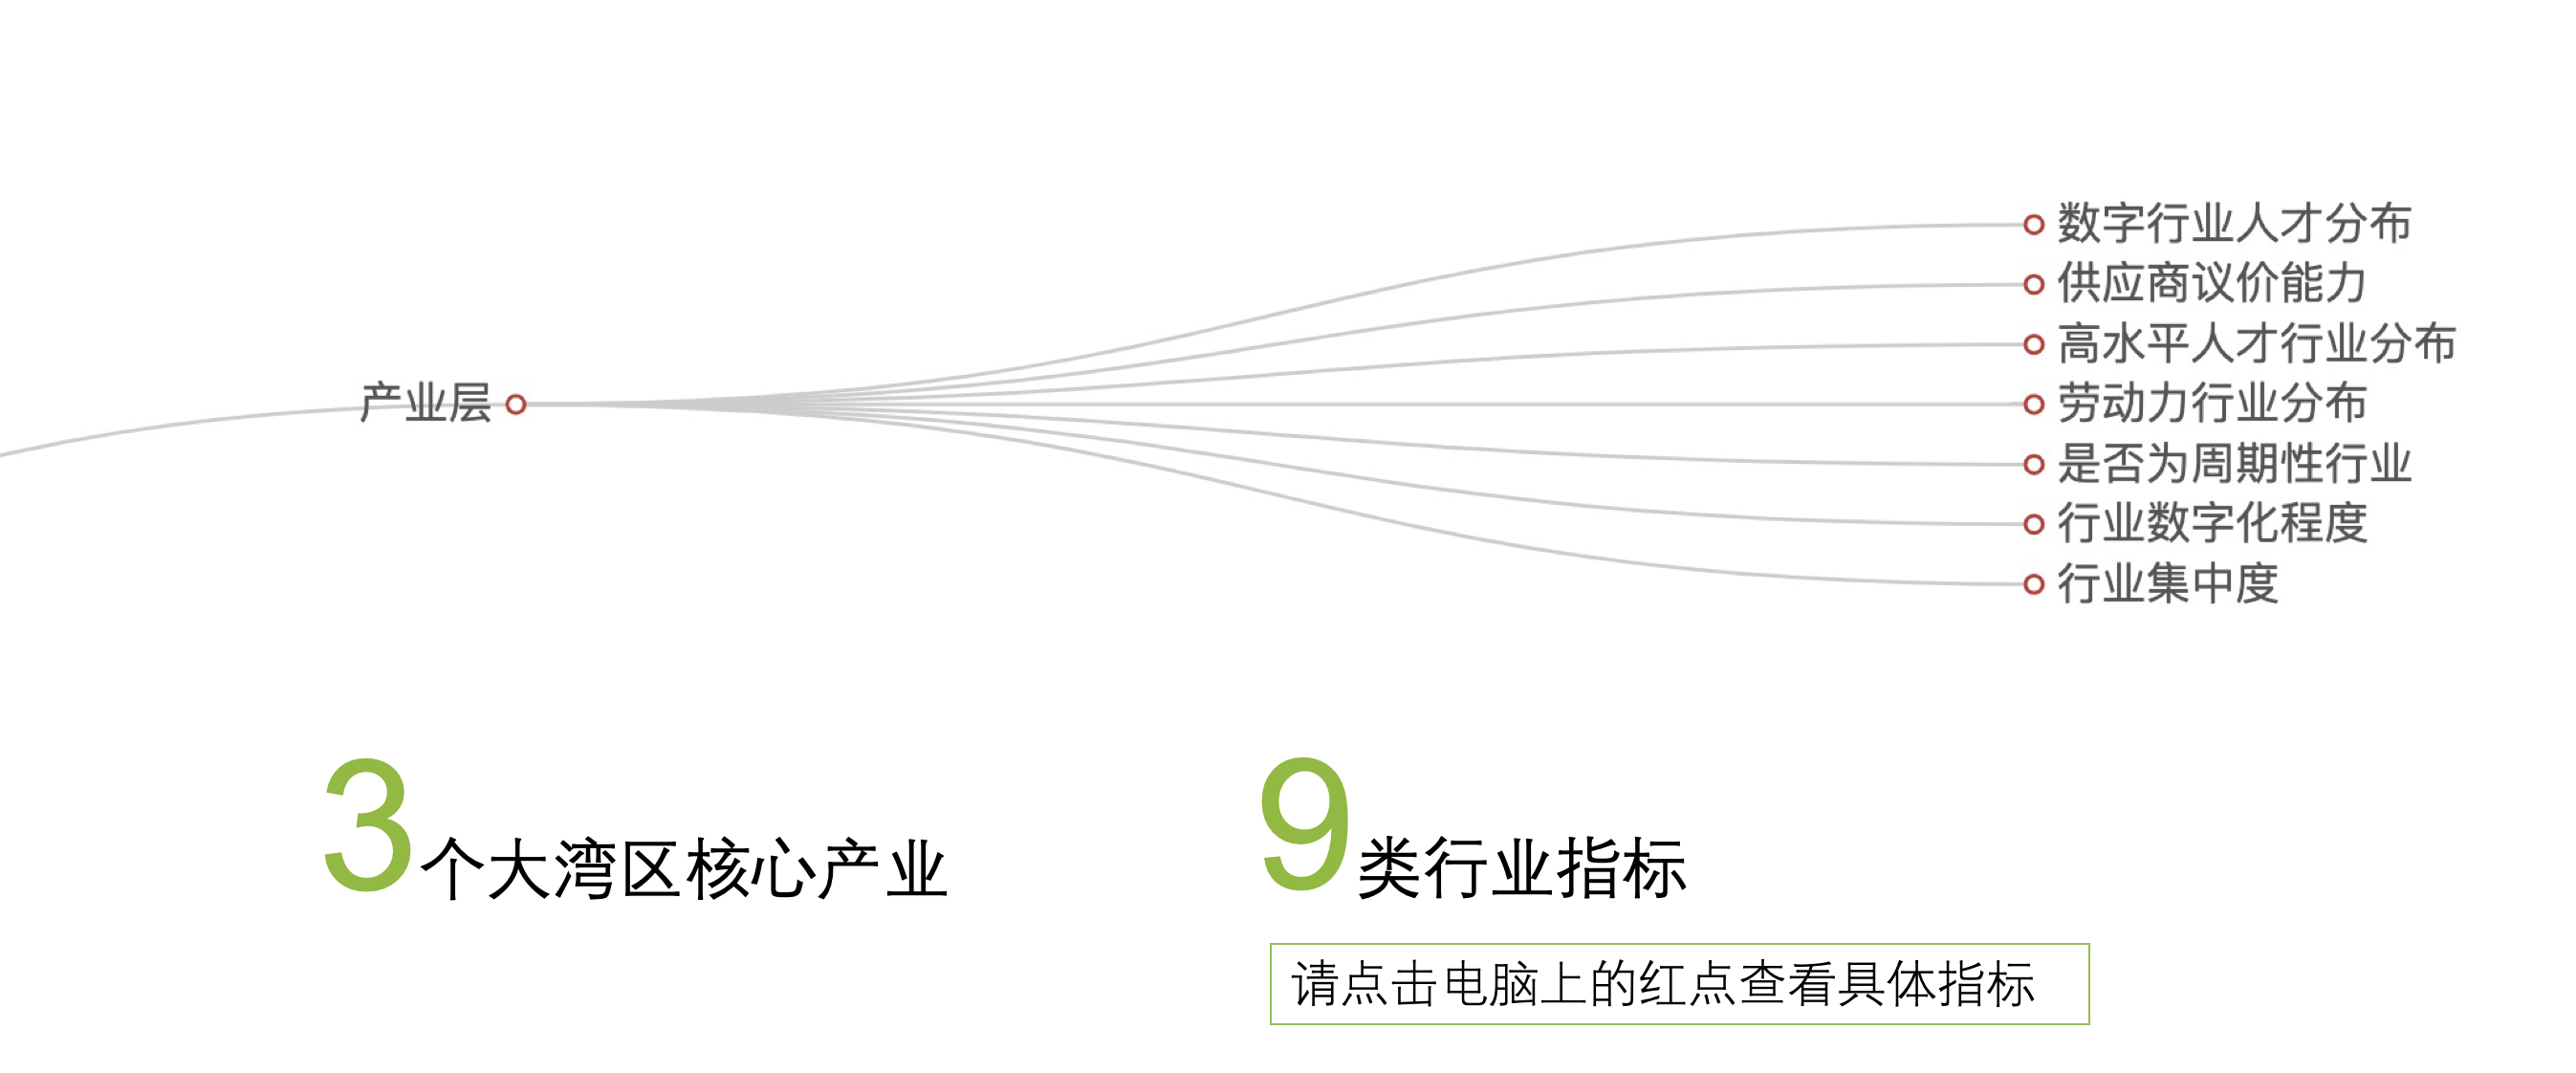 数字行业人才分布
供应商议价能力
高水平人才行业分布
产业层
劳动力行业分布
是否为周期性行业
行业数字化程度
行业集中度
3个大湾区核心产业
9类行业指标
请点击电脑上的红点查看具体指标